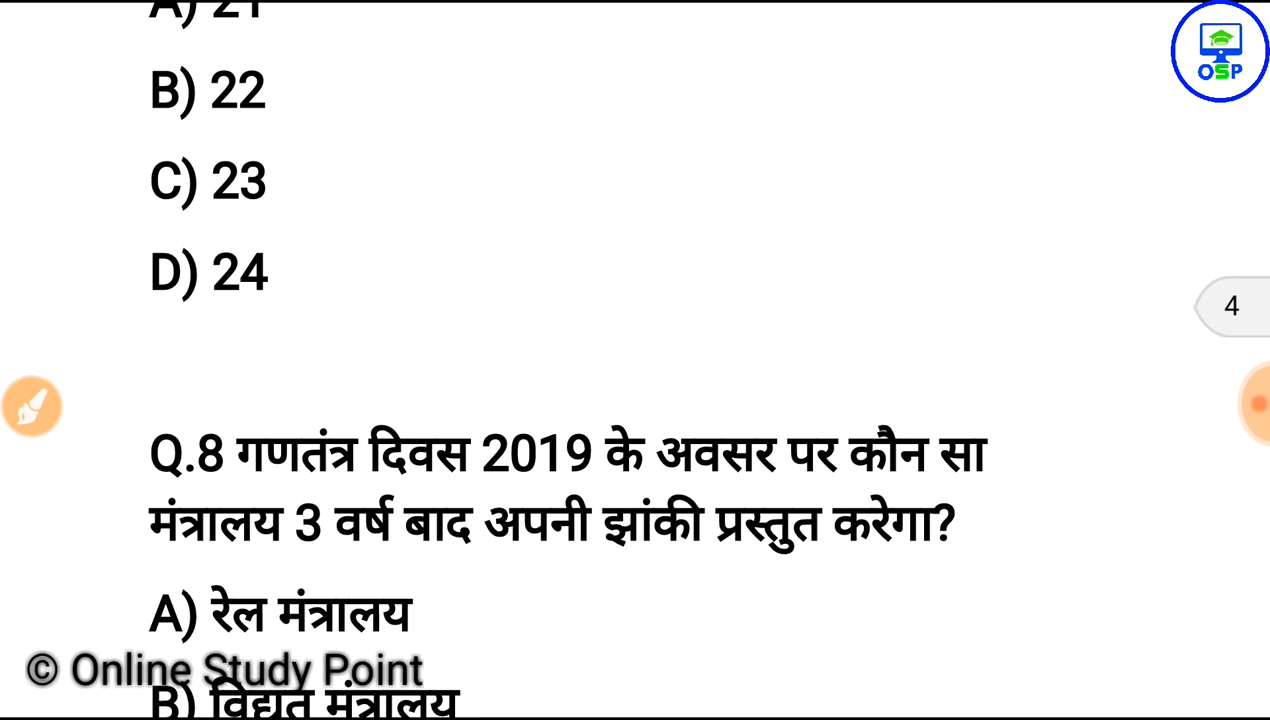 A) 21
B) 22
OSP
C) 23
D) 24
4
Q.8 गणतंत्र दिवस 2019 के अवसर पर कौन सा
मंत्रालय 3 वर्ष बाद अपनी झांकी प्रस्तुत करेगा?
A) रेल मंत्रालय
© Online Study Point
B) विद्युत मंत्रालय